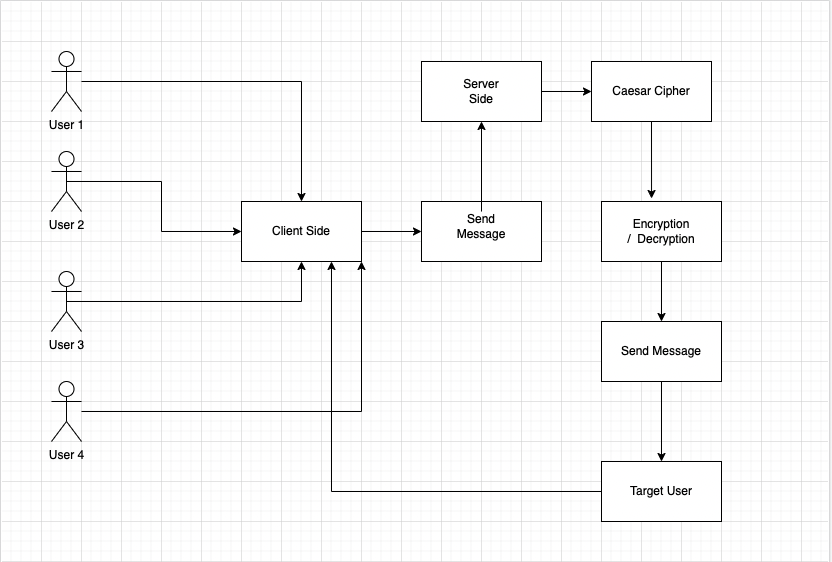 User 1
User 2
User 3
User 4
Client Side
Send
Message
Server
Side
Caesar Cipher
Encryption
/ Decryption
Send Message
Target User